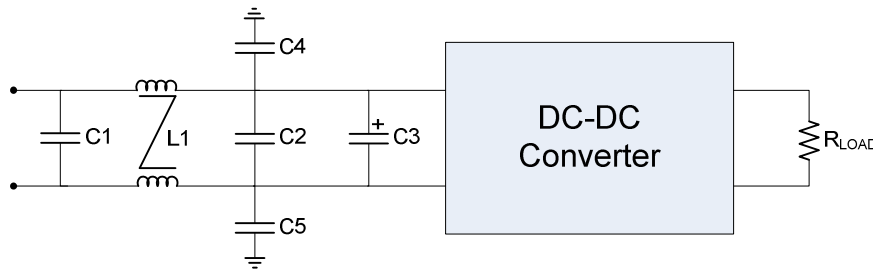 C4
C1
L1
C2
+
C3
DC-DC
Converter
RLOAD
C5